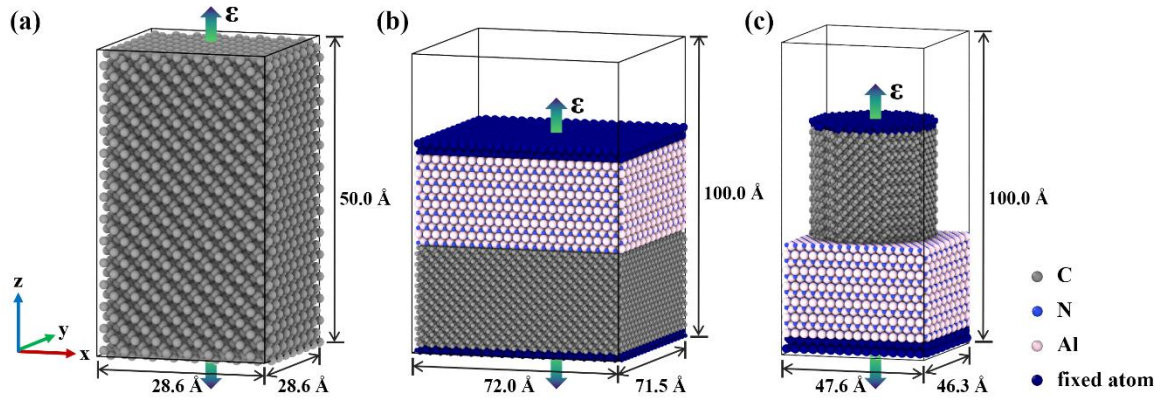 (a)
ε
50.0 Å
28.6 Å
28.6 Å
z
y
x
(b)
ε
100.0 Å
72.0 Å
71.5 Å
(c)
ε
100.0 Å
47.6 Å
46.3 Å
C
N
Al
fixed atom